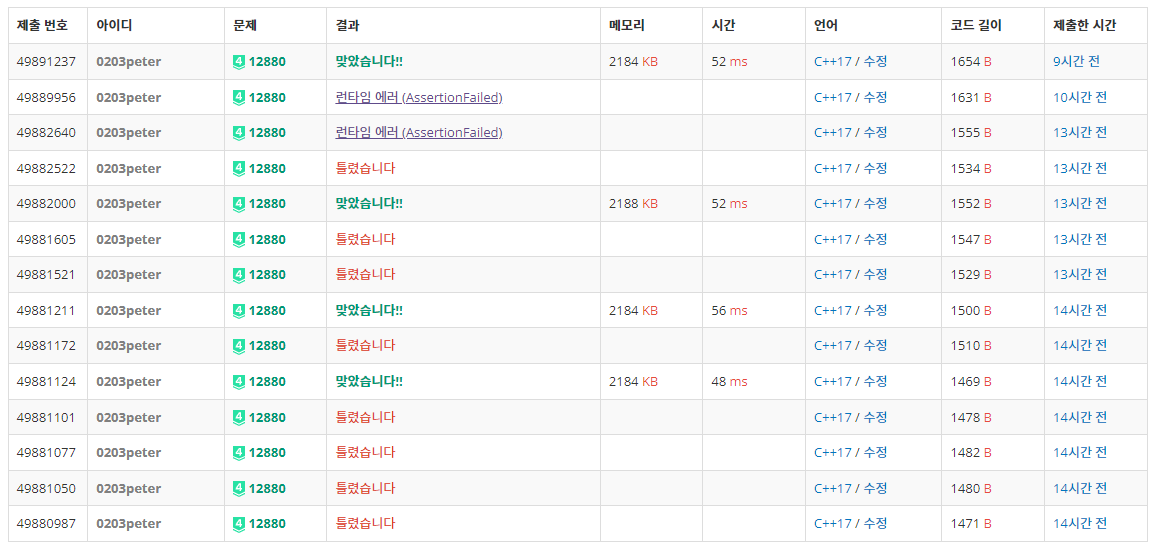 제출 번호 아이디 문제 결과 메모리 시간 언어 코드 길이 제출한 시간
49891237 0203peter 4 12880 맞았습니다!! 2184 KB 52 ms C++17 / 수정 1654 B 9시간 전
49889956 0203peter 4 12880 런타임 에러 (AssertionFailed) C++17 / 수정 1631 B 10시간 전
49882640 0203peter 4 12880 런타임 에러 (AssertionFailed) C++17 / 수정 1555 B 13시간 전
49882522 0203peter 4 12880 틀렸습니다 C++17 / 수정 1534 B 13시간 전
49882000 0203peter 4 12880 맞았습니다!! 2188 KB 52 ms C++17 / 수정 1552 B 13시간 전
49881605 0203peter 4 12880 틀렸습니다 C++17 / 수정 1547 B 13시간 전
49881521 0203peter 4 12880 틀렸습니다 C++17 / 수정 1529 B 13시간 전
49881211 0203peter 4 12880 맞았습니다!! 2184 KB 56 ms C++17 / 수정 1500 B 14시간 전
49881172 0203peter 4 12880 틀렸습니다 C++17 / 수정 1510 B 14시간 전
49881124 0203peter 4 12880 맞았습니다!! 2184 KB 48 ms C++17 / 수정 1469 B 14시간 전
49881101 0203peter 4 12880 틀렸습니다 C++17 / 수정 1478 B 14시간 전
49881077 0203peter 4 12880 틀렸습니다 C++17 / 수정 1482 B 14시간 전
49881050 0203peter 4 12880 틀렸습니다 C++17 / 수정 1480 B 14시간 전
49880987 0203peter 4 12880 틀렸습니다 C++17 / 수정 1471 B 14시간 전